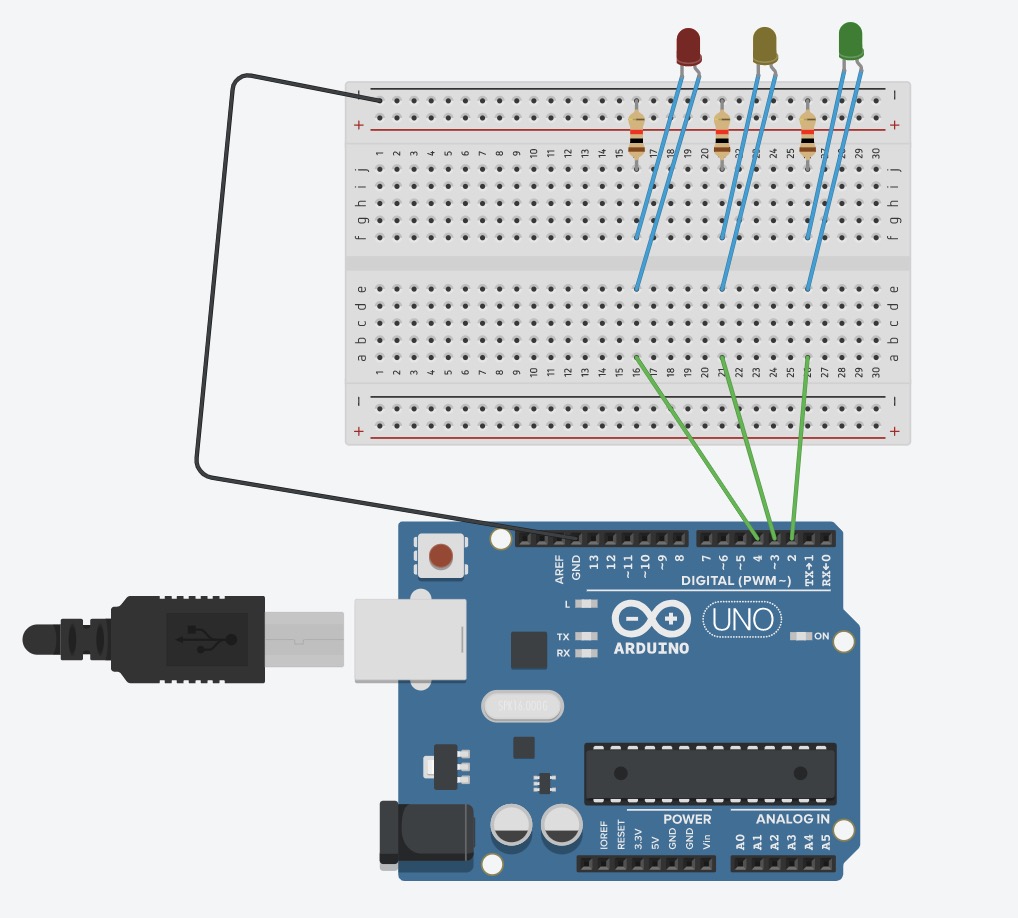 − −
+ +
1 2 3 4 5 6 7 8 9 10 11 12 13 14 15 17 18 19 20 22 23 24 25 27 28 29 30
j j
i i
h h
g g
f f
e e
d d
c c
b b
a a
1 2 3 4 5 6 7 8 9 10 11 12 13 14 15 16 17 18 19 20 21 22 23 24 25 26 27 28 29 30
− −
+ +
AREF GND 13 12 ~11 ~10 ~9 8 7 ~6 ~5 4 ~3 2 TX→1 RX←0
DIGITAL (PWM~)
L
TX
RX
UNO
ON
ARDUINO
POWER ANALOG IN
IOREF RESET 3.3V 5V GND GND Vin A0 A1 A2 A3 A4 A5